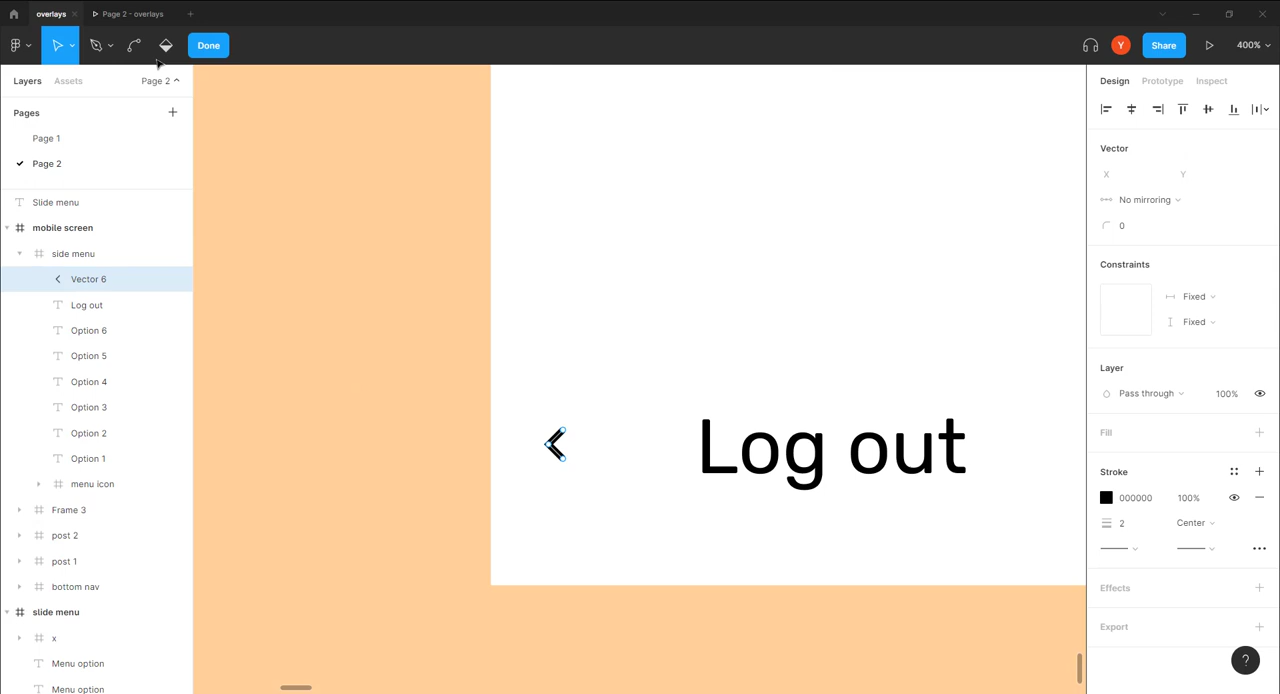 overlays
Page 2 - overlays
Done
Y
Share
400%
Layers
Assets
Page 2
Pages
Page 1
Page 2
Slide menu
mobile screen
side menu
Vector 6
Log out
Option 6
Option 5
Option 4
Option 3
Option 2
Option 1
menu icon
Frame 3
post 2
post 1
bottom nav
slide menu
x
Menu option
Menu option
Log out
Design
Prototype
Inspect
Vector
X
Y
No mirroring
0
Constraints
Fixed
Fixed
Layer
Pass through
100%
Fill
Stroke
000000
100%
2
Center
Effects
Export
?